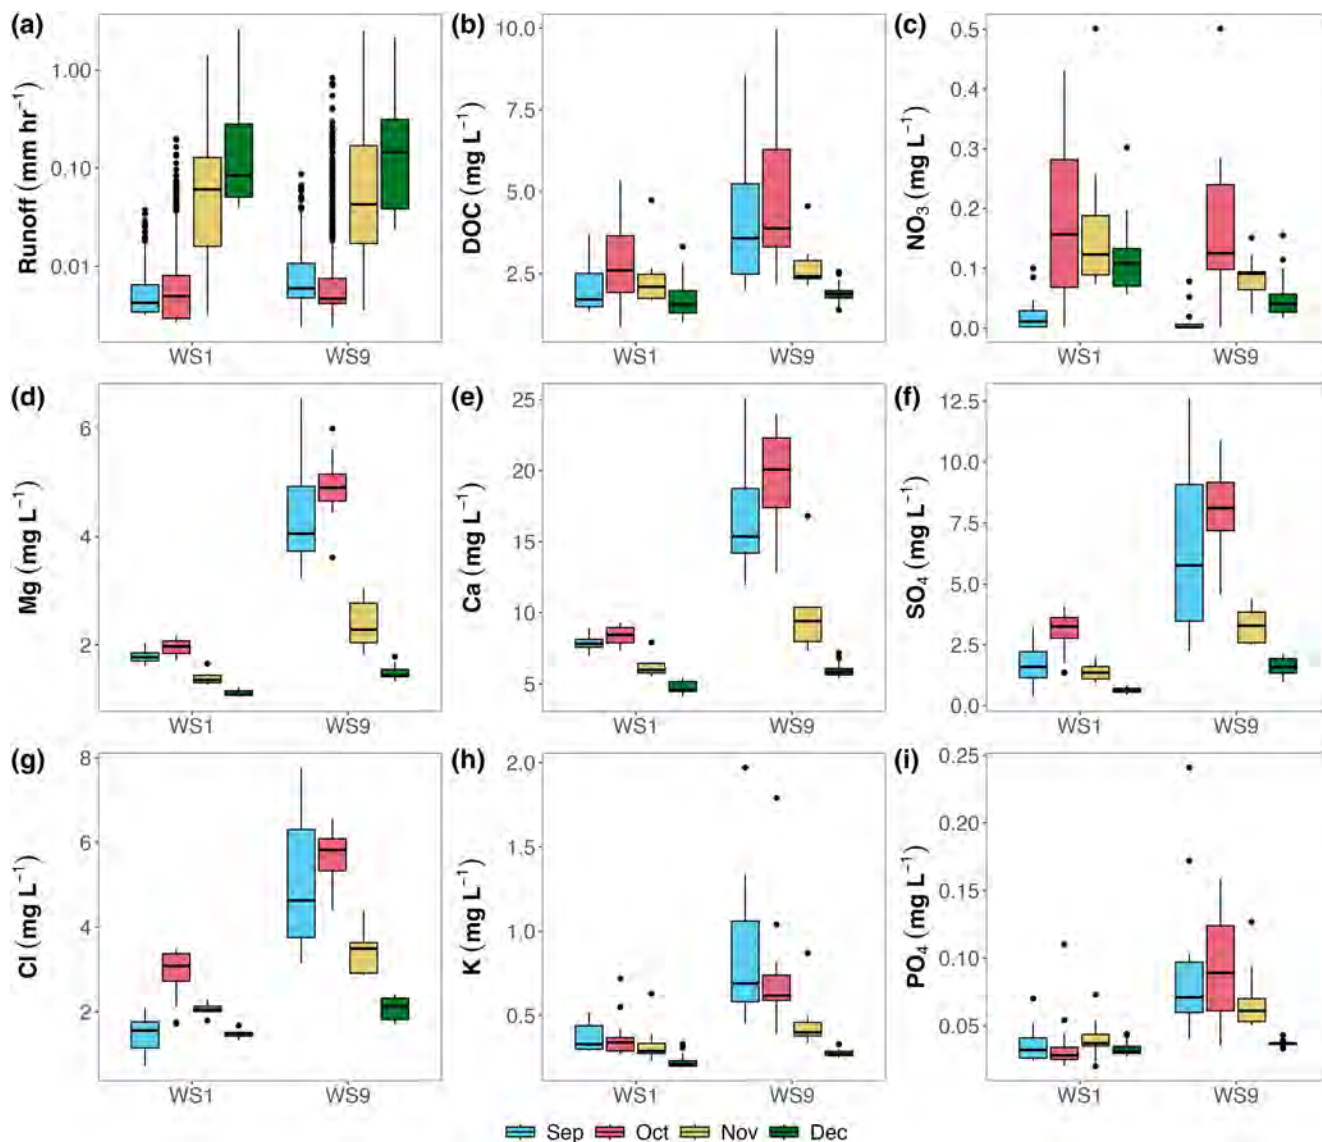 (a)
Runoff (mm hr⁻¹)
1.00
0.10
0.01
WS1 WS9
(b)
DOC (mg L⁻¹)
10.0
7.5
5.0
2.5
WS1 WS9
(c)
NO₃ (mg L⁻¹)
0.5
0.4
0.3
0.2
0.1
0.0
WS1 WS9
(d)
Mg (mg L⁻¹)
6
4
2
WS1 WS9
(e)
Ca (mg L⁻¹)
25
20
15
10
5
WS1 WS9
(f)
SO₄ (mg L⁻¹)
12.5
10.0
7.5
5.0
2.5
0.0
WS1 WS9
(g)
Cl (mg L⁻¹)
8
6
4
2
WS1 WS9
(h)
K (mg L⁻¹)
2.0
1.5
1.0
0.5
WS1 WS9
(i)
PO₄ (mg L⁻¹)
0.25
0.20
0.15
0.10
0.05
WS1 WS9
Sep Oct Nov Dec